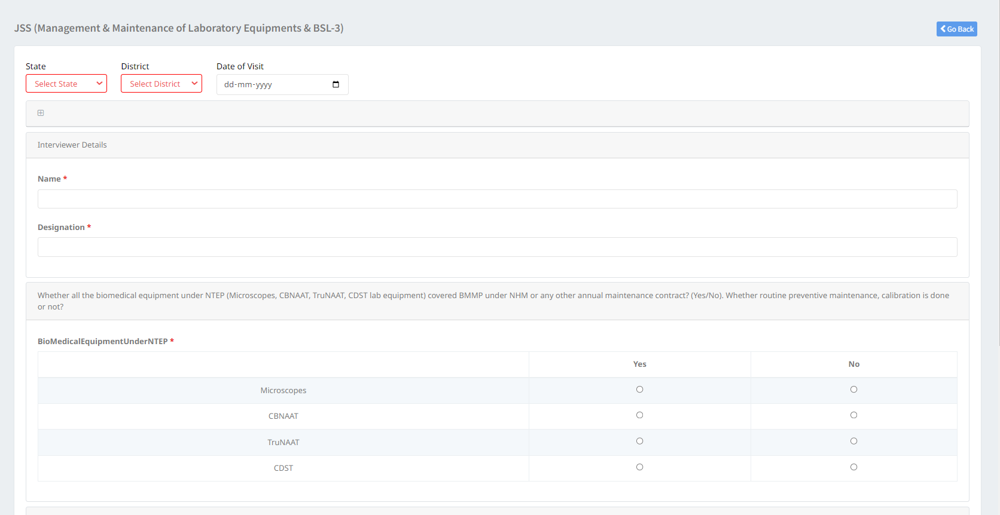 JSS (Management & Maintenance of Laboratory Equipments & BSL-3)
Go Back
State
District
Date of Visit
Select State
Select District
dd-mm-yyyy
Interviewer Details
Name *
Designation *
Whether all the biomedical equipment under NTEP (Microscopes, CBNAAT, TruNAAT, CDST lab equipment) covered BMMP under NHM or any other annual maintenance contract? (Yes/No). Whether routine preventive maintenance, calibration is done
or not?
BioMedicalEquipmentUnderNTEP *
Yes
No
Microscopes
CBNAAT
TruNAAT
CDST